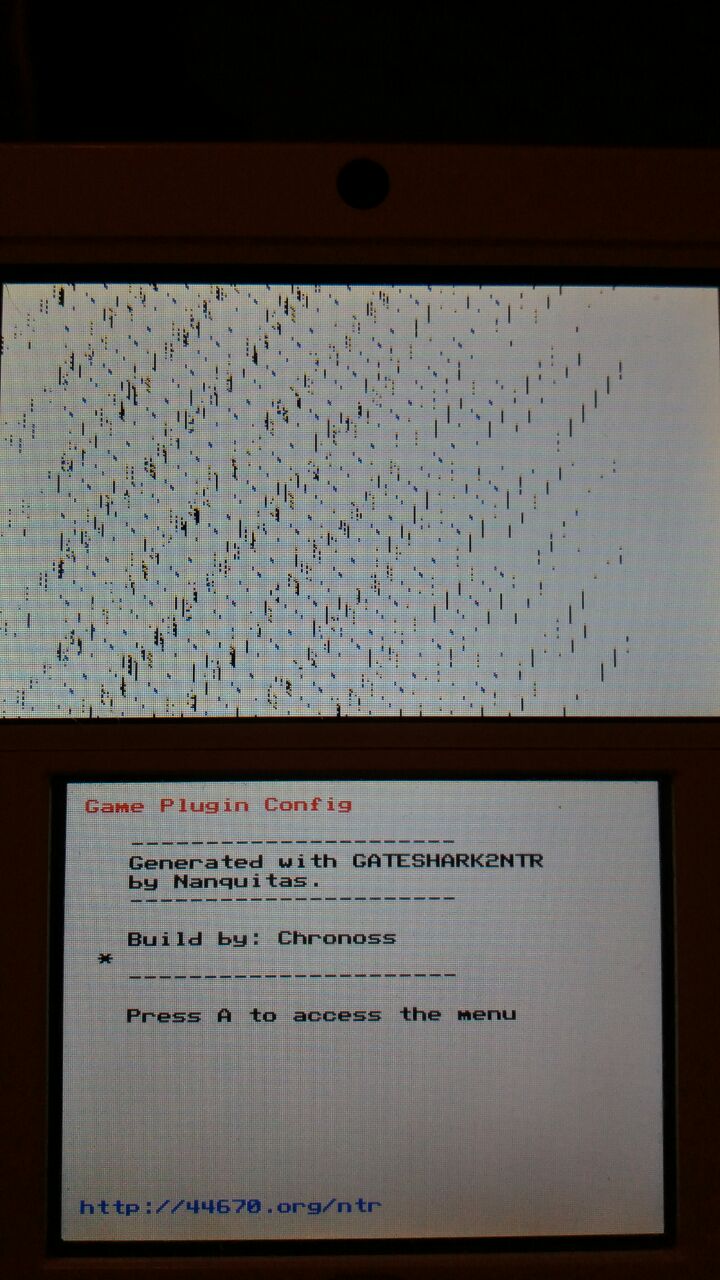 Game Plugin Config
----------------------
Generated with GATESHARK2NTR
by Nanquitas.
----------------------
Build by: Chronoss
*
----------------------
Press A to access the menu
http://44670.org/ntr